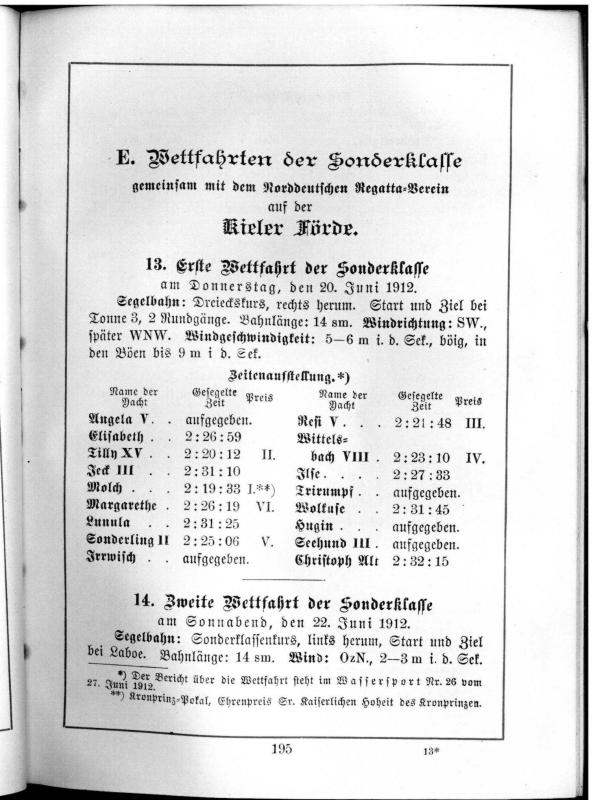 E. Wettfahrten der Sonderklasse
gemeinsam mit dem Norddeutschen Regatta-Verein
auf der
Kieler Förde.
13. Erste Wettfahrt der Sonderklasse
am Donnerstag, den 20. Juni 1912.
Segelbahn: Dreieckskurs, rechts herum. Start und Ziel bei
Tonne 3, 2 Rundgänge. Bahnlänge: 14 sm. Windrichtung: SW.,
später WNW. Windgeschwindigkeit: 5—6 m i. d. Sek., böig, in
den Böen bis 9 m i d. Sek.
Zeitenaufstellung.*)
Name der Yacht Gesegelte Zeit Preis
Angela V . . aufgegeben.
Elisabeth . . 2:26:59
Tilly XV . . 2:20:12 II.
Jeck III . . 2:31:10
Molch . . . 2:19:33 I.**)
Margarethe . 2:26:19 VI.
Lunula . . 2:31:25
Sonderling II 2:25:06 V.
Irrwisch . . aufgegeben.
Name der Yacht Gesegelte Zeit Preis
Resi V . . . 2:21:48 III.
Wittels-
bach VIII . 2:23:10 IV.
Ilse . . . . 2:27:33
Trirumpf . . aufgegeben.
Wolkuse . . 2:31:45
Hugin . . . aufgegeben.
Seehund III . aufgegeben.
Christoph Alt 2:32:15
14. Zweite Wettfahrt der Sonderklasse
am Sonnabend, den 22. Juni 1912.
Segelbahn: Sonderklassenkurs, links herum, Start und Ziel
bei Laboe. Bahnlänge: 14 sm. Wind: OzN., 2—3 m i. d. Sek.
*) Der Bericht über die Wettfahrt steht im Wassersport Nr. 26 vom
27. Juni 1912.
**) Kronprinz-Pokal, Ehrenpreis Sr. Kaiserlichen Hoheit des Kronprinzen.
195 13*